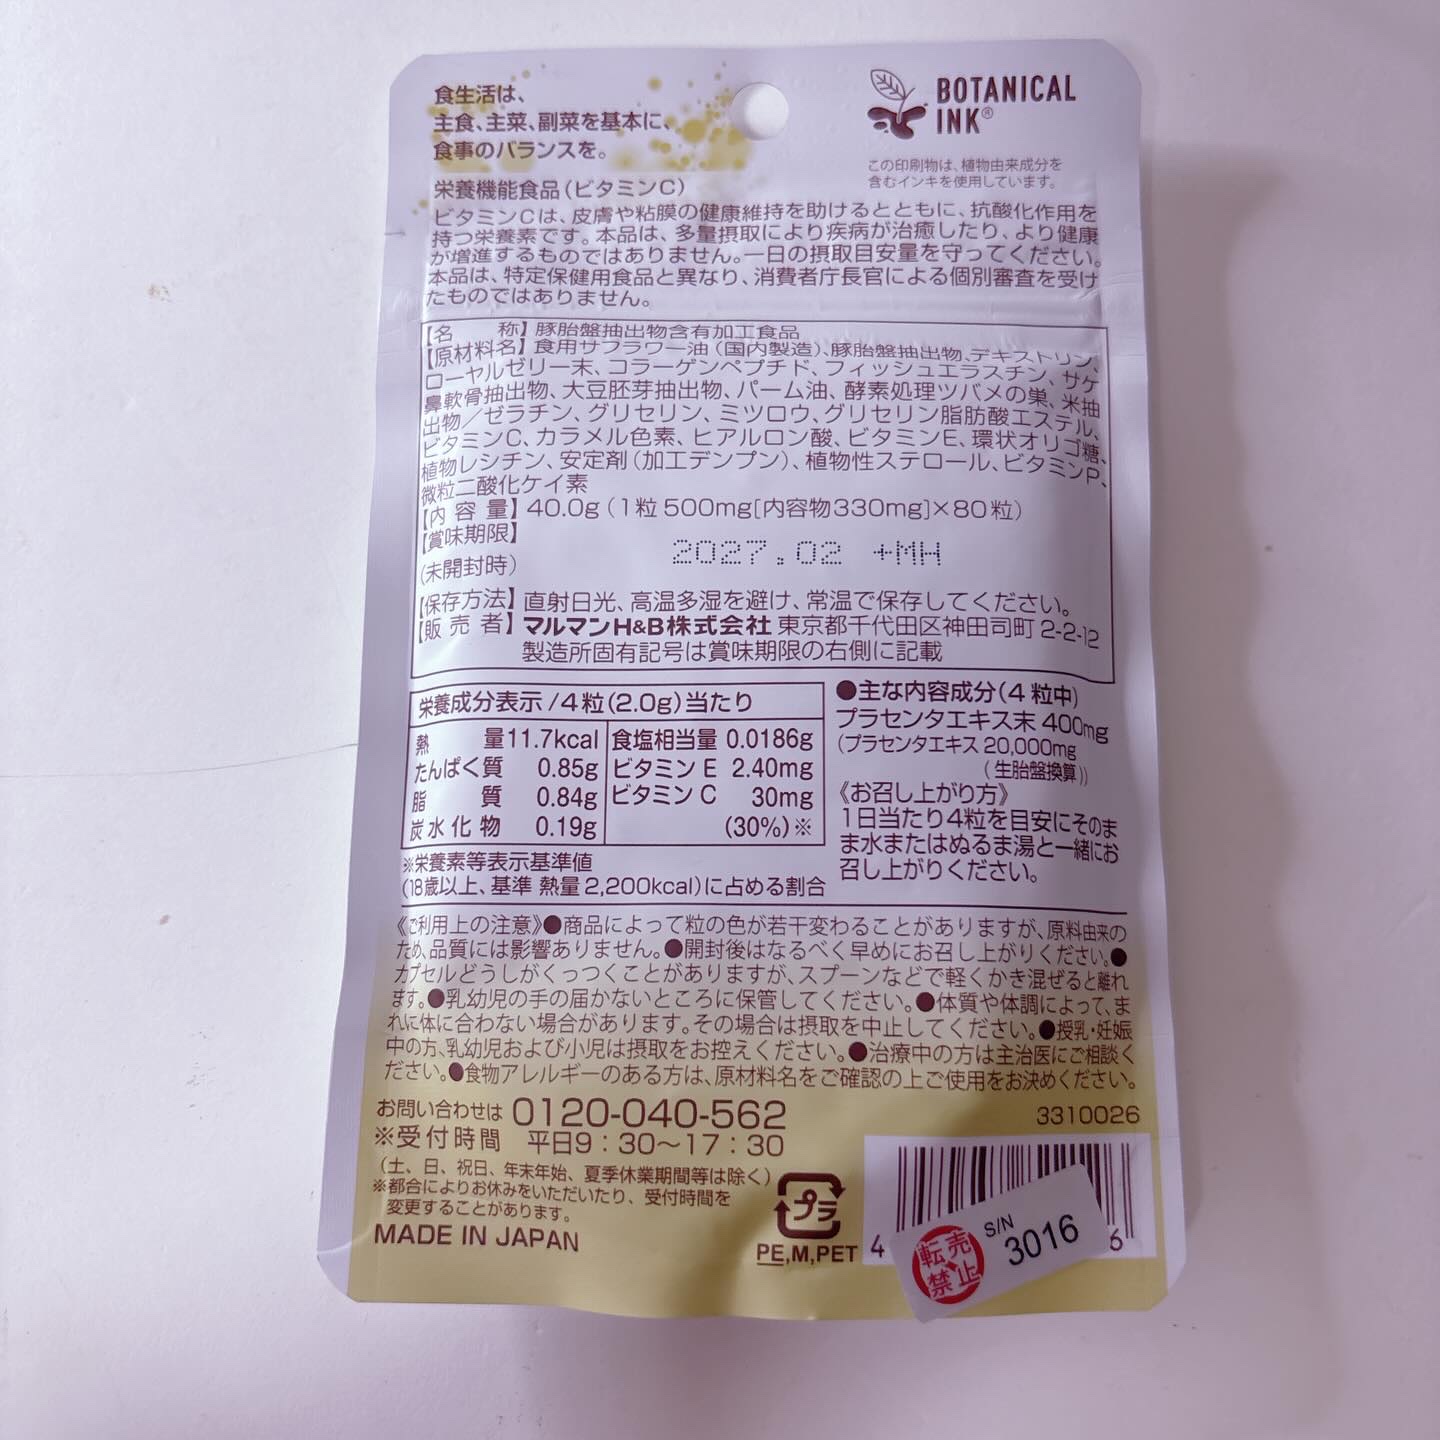 食生活は、
主食、主菜、副菜を基本に、
食事のバランスを。
BOTANICAL
INK®
この印刷物は、植物由来成分を
含むインキを使用しています。
栄養機能食品(ビタミンC)
ビタミンCは、皮膚や粘膜の健康維持を助けるとともに、抗酸化作用を
持つ栄養素です。本品は、多量摂取により疾病が治癒したり、より健康
が増進するものではありません。一日の摂取目安量を守ってください。
本品は、特定保健用食品と異なり、消費者庁長官による個別審査を受け
たものではありません。
【名 称】豚胎盤抽出物含有加工食品
【原材料名】食用サフラワー油(国内製造)、豚胎盤抽出物、デキストリン、
ローヤルゼリー末、コラーゲンペプチド、フィッシュエラスチン、サケ
鼻軟骨抽出物、大豆胚芽抽出物、パーム油、酵素処理ツバメの巣、米抽
出物/ゼラチン、グリセリン、ミツロウ、グリセリン脂肪酸エステル、
ビタミンC、カラメル色素、ヒアルロン酸、ビタミンE、環状オリゴ糖、
植物レシチン、安定剤(加工デンプン)、植物性ステロール、ビタミンP、
微粒二酸化ケイ素
【内容量】40.0g(1粒500mg[内容物330mg]×80粒)
【賞味期限】
(未開封時)
2027.02 +MH
【保存方法】直射日光、高温多湿を避け、常温で保存してください。
【販売者】マルマンH&B株式会社 東京都千代田区神田司町2-2-12
製造所固有記号は賞味期限の右側に記載
栄養成分表示/4粒(2.0g)当たり
熱量 11.7kcal 食塩相当量 0.0186g
たんぱく質 0.85g ビタミンE 2.40mg
脂質 0.84g ビタミンC 30mg
炭水化物 0.19g (30%)※
※栄養素等表示基準値
(18歳以上、基準 熱量2,200kcal)に占める割合
●主な内容成分(4粒中)
プラセンタエキス末 400mg
(プラセンタエキス 20,000mg
(生胎盤換算))
《お召し上がり方》
1日当たり4粒を目安にそのま
ま水またはぬるま湯と一緒にお
召し上がりください。
《ご利用上の注意》●商品によって粒の色が若干変わることがありますが、原料由来の
ため、品質には影響ありません。●開封後はなるべく早めにお召し上がりください。●
カプセルどうしがくっつくことがありますが、スプーンなどで軽くかき混ぜると離れ
ます。●乳幼児の手の届かないところに保管してください。●体質や体調によって、ま
れに体に合わない場合があります。その場合は摂取を中止してください。●授乳・妊娠
中の方、乳幼児および小児は摂取をお控えください。●治療中の方は主治医にご相談く
ださい。●食物アレルギーのある方は、原材料名をご確認の上ご使用をお決めください。
お問い合わせは 0120-040-562
※受付時間 平日9:30〜17:30
(土、日、祝日、年末年始、夏季休業期間等は除く)
※都合によりお休みをいただいたり、受付時間を
変更することがあります。
MADE IN JAPAN
プラ
PE,M,PET
3310026
4
6
転売
禁止
S/N
3016